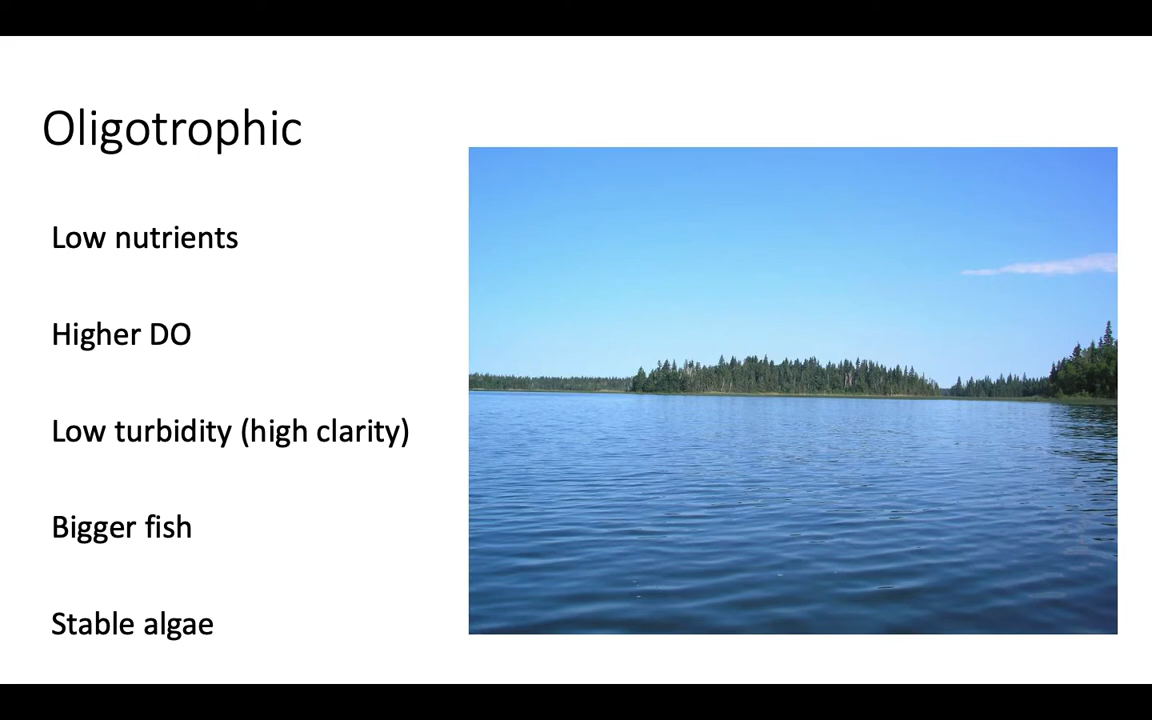 Oligotrophic
Low nutrients
Higher DO
Low turbidity (high clarity)
Bigger fish
Stable algae